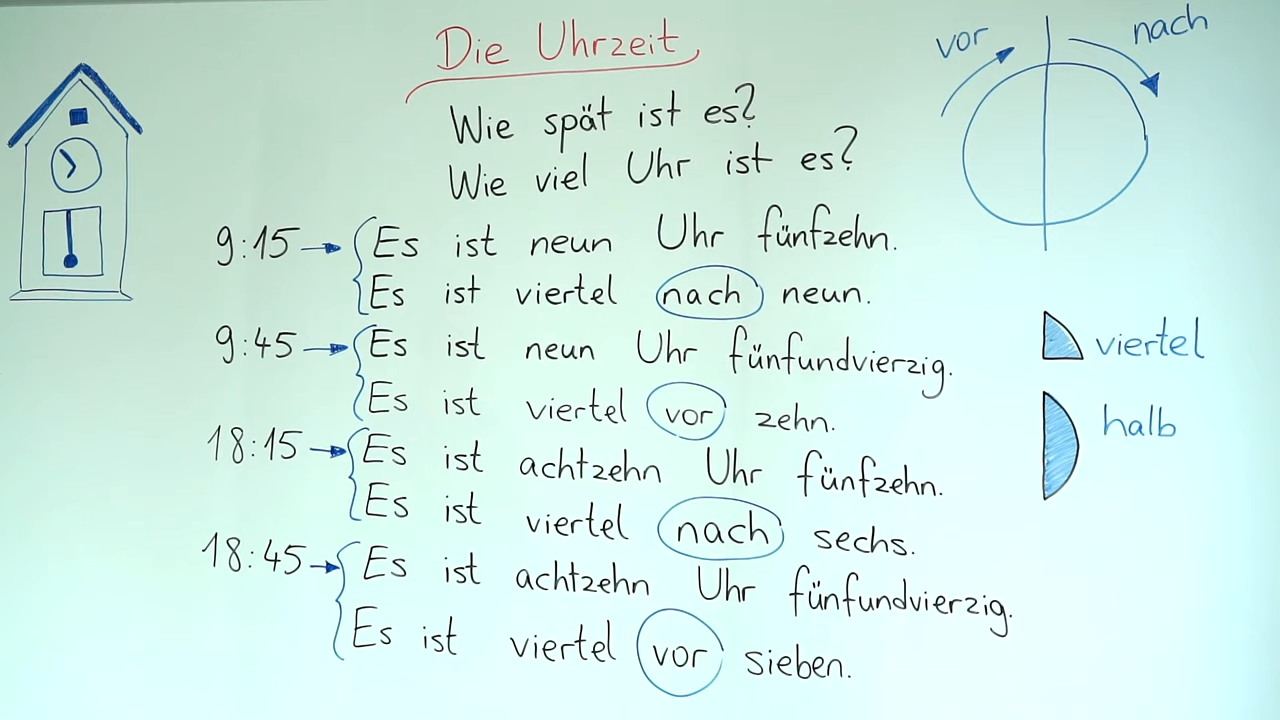 Die Uhrzeit
Wie spät ist es?
Wie viel Uhr ist es?
vor
nach
9:15 Es ist neun Uhr fünfzehn.
Es ist viertel nach neun.
9:45 Es ist neun Uhr fünfundvierzig.
Es ist viertel vor zehn.
18:15 Es ist achtzehn Uhr fünfzehn.
Es ist viertel nach sechs.
18:45 Es ist achtzehn Uhr fünfundvierzig.
Es ist viertel vor sieben.
viertel
halb